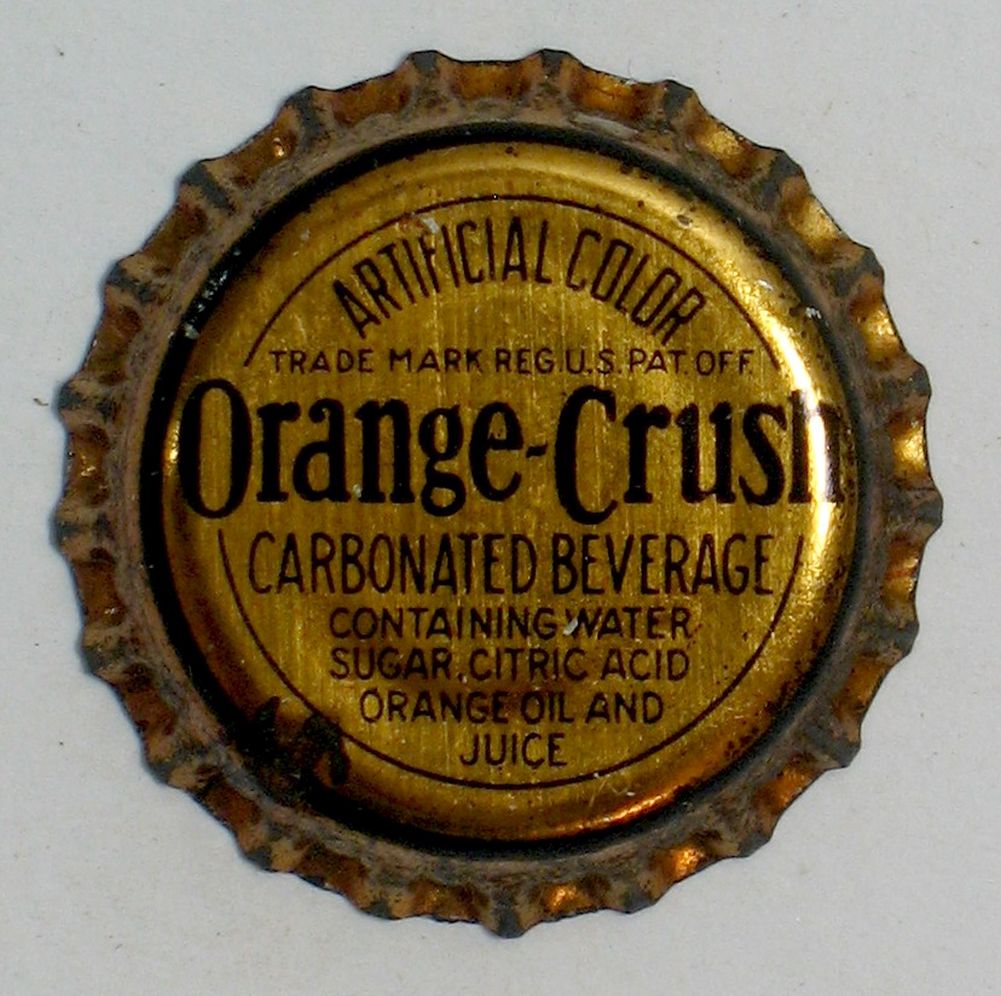 ARTIFICIAL COLOR
TRADE MARK REG.U.S.PAT.OFF.
Orange-Crush
CARBONATED BEVERAGE
CONTAINING WATER
SUGAR, CITRIC ACID
ORANGE OIL AND
JUICE